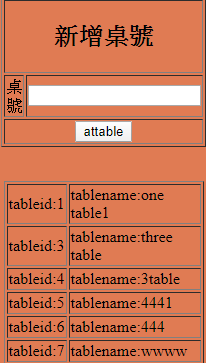 新增桌號
桌
號
attable
tableid:1
tablename:one
table1
tableid:3
tablename:three
table
tableid:4
tablename:3table
tableid:5
tablename:4441
tableid:6
tablename:444
tableid:7
tablename:wwww